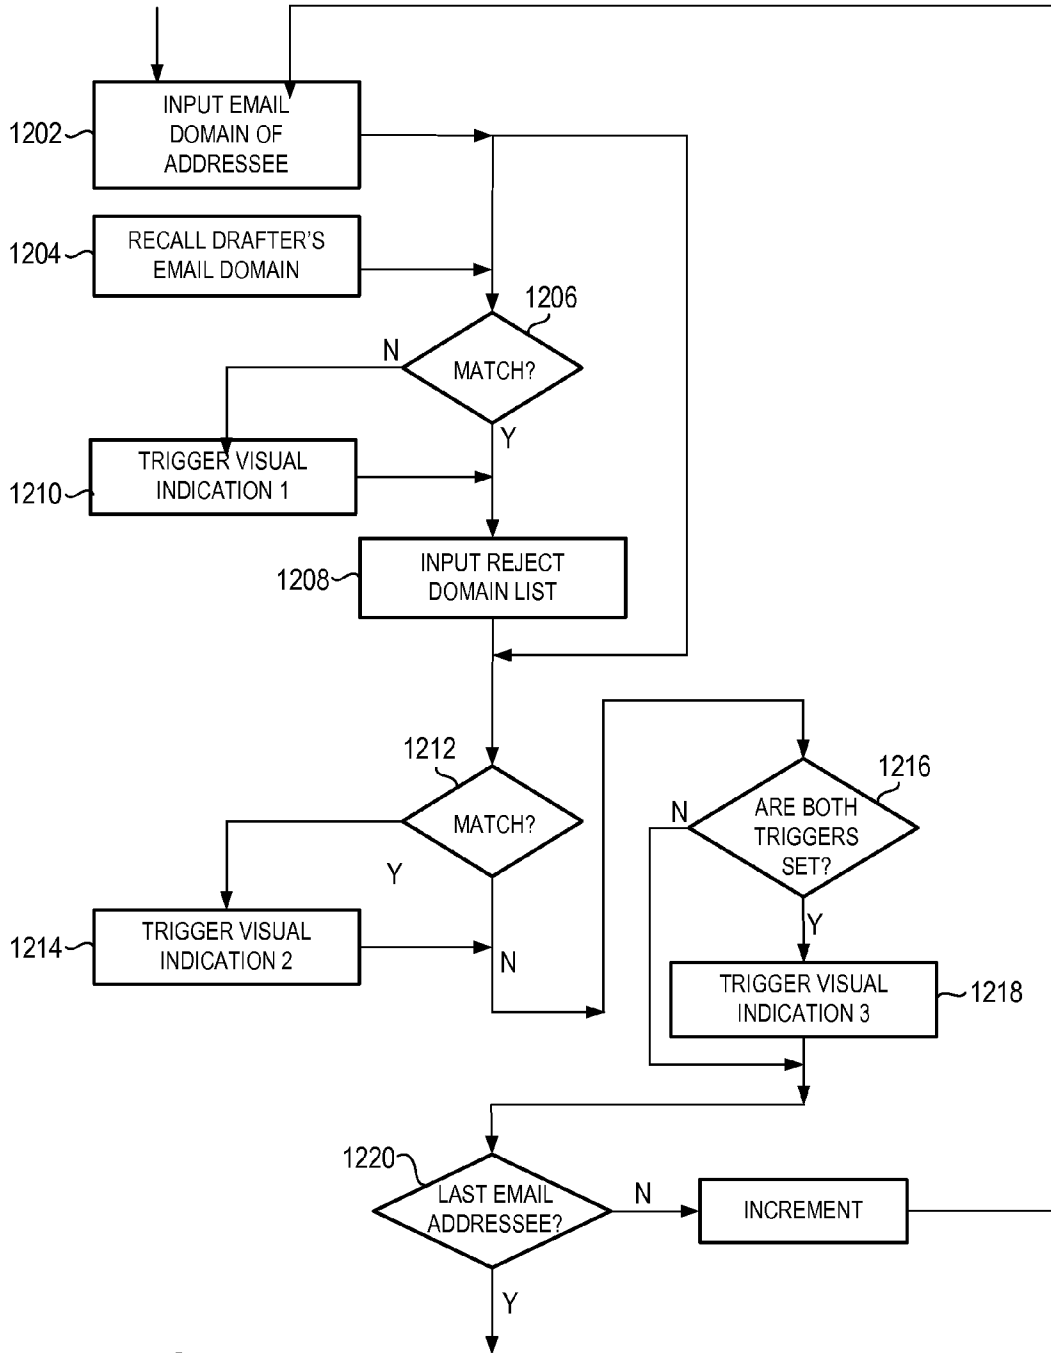 INPUT EMAIL
DOMAIN OF
ADDRESSEE
1202
RECALL DRAFTER'S
EMAIL DOMAIN
1204
1206
MATCH?
N
Y
TRIGGER VISUAL
INDICATION 1
1210
INPUT REJECT
DOMAIN LIST
1208
1212
MATCH?
Y
N
TRIGGER VISUAL
INDICATION 2
1214
1216
ARE BOTH
TRIGGERS
SET?
N
Y
TRIGGER VISUAL
INDICATION 3
1218
1220
LAST EMAIL
ADDRESSEE?
N
INCREMENT
Y